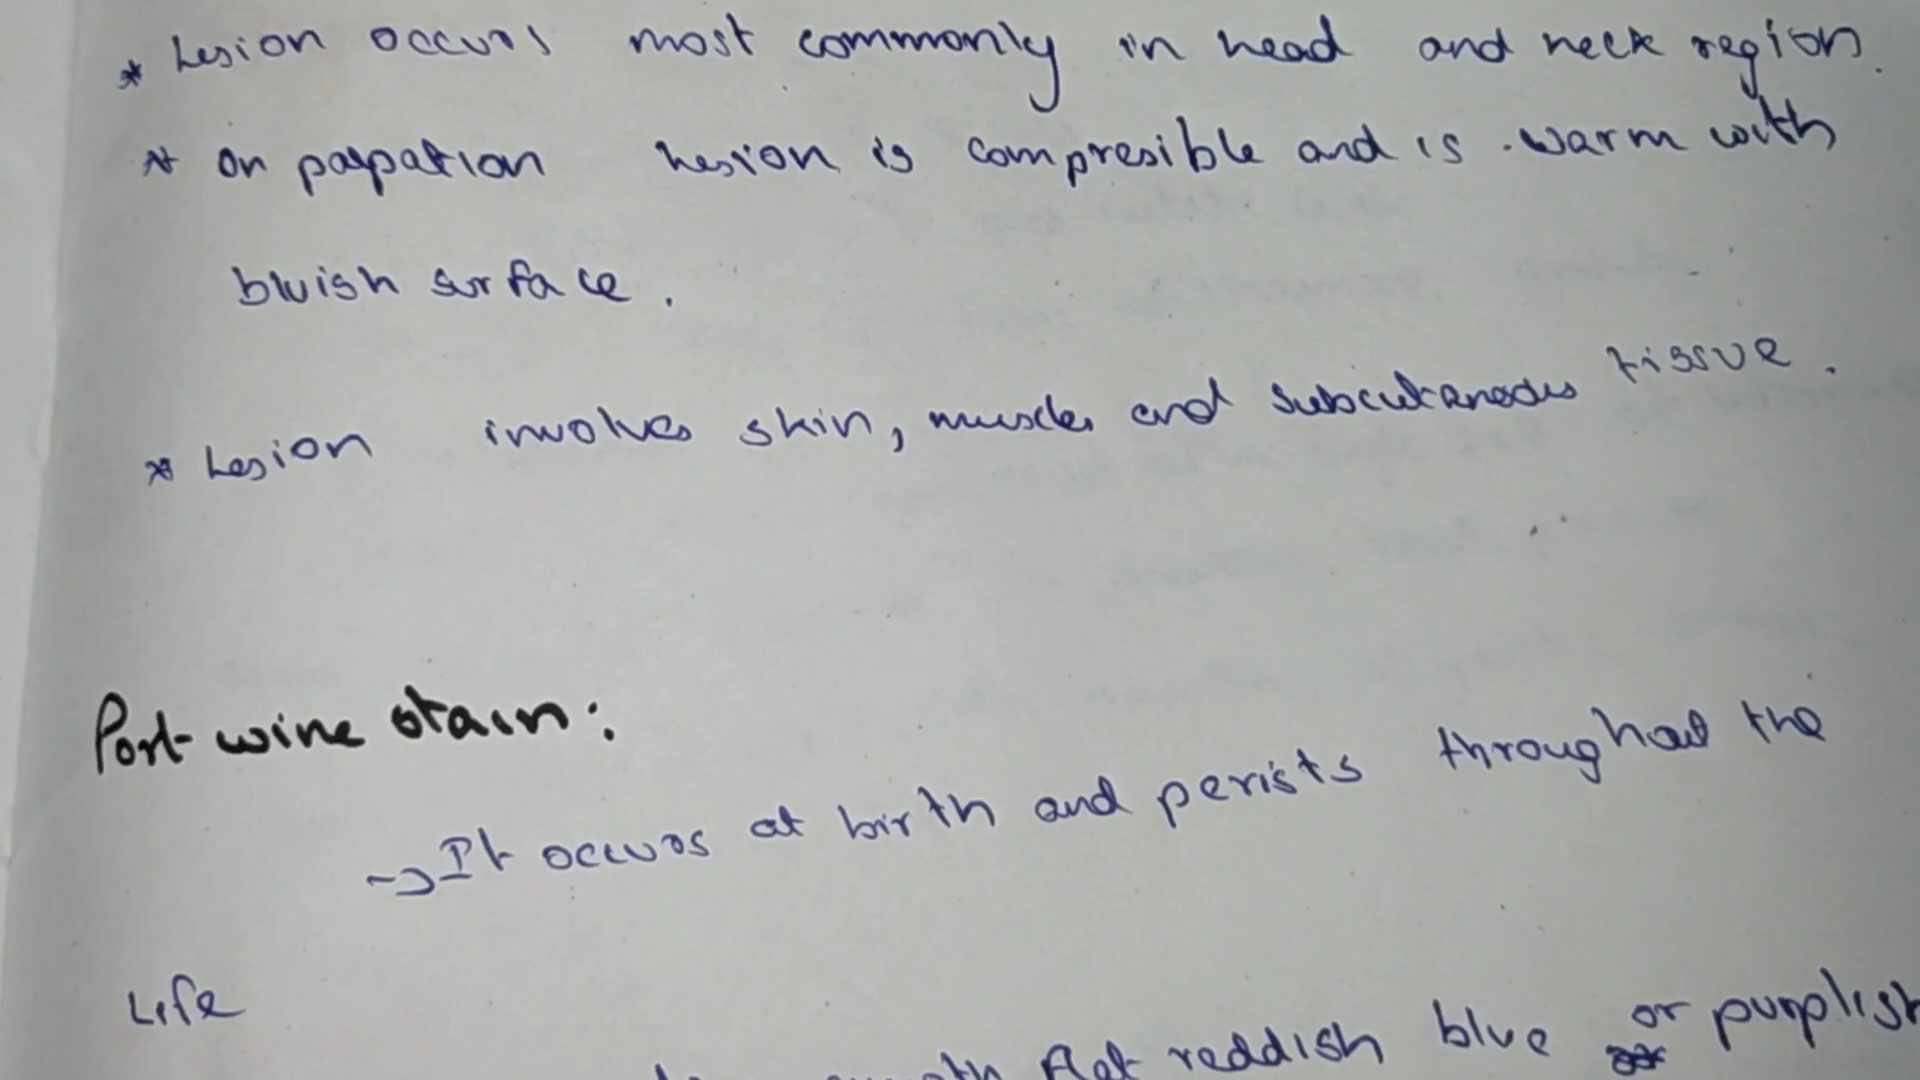 * Lesion occurs most commonly in head and neck region.
* On palpation lesion is compresible and is warm with
bluish surface.
* Lesion involves skin, muscles and subcutaneous tissue.
Port-wine stain:
→ It occurs at birth and perists throughout the
Life
flat reddish blue or purplish